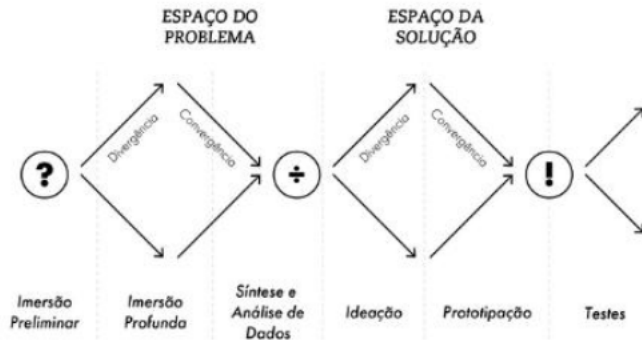 ESPAÇO DO
PROBLEMA
ESPAÇO DA
SOLUÇÃO
Divergência
Convergência
Divergência
Convergência
?
÷
!
Imersão
Preliminar
Imersão
Profunda
Síntese e
Análise de
Dados
Ideação
Prototipação
Testes